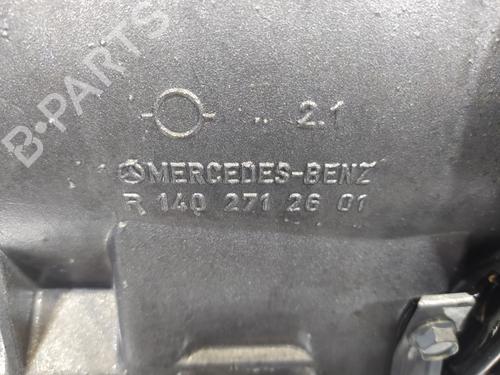 B-PARTS
2.1
MERCEDES-BENZ
R 140 271 26 01